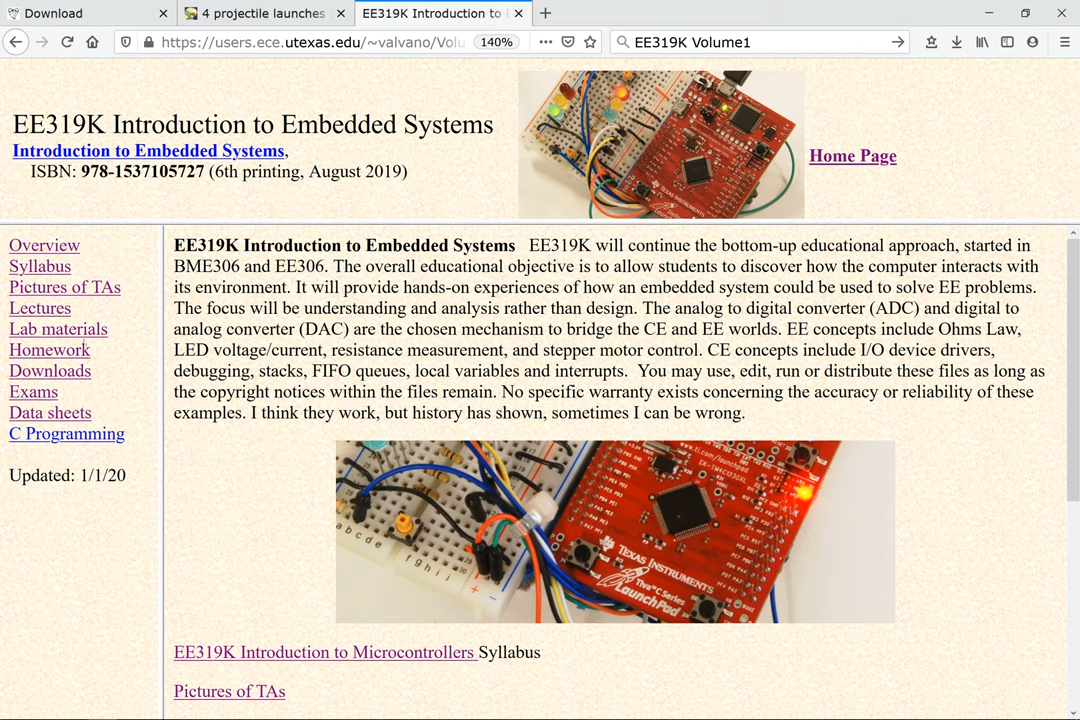 Download
4 projectile launches
EE319K Introduction to
https://users.ece.utexas.edu/~valvano/Volu
140%
EE319K Volume1
EE319K Introduction to Embedded Systems
Introduction to Embedded Systems,
ISBN: 978-1537105727 (6th printing, August 2019)
TEXAS INSTRUMENTS
Home Page
Overview
Syllabus
Pictures of TAs
Lectures
Lab materials
Homework
Downloads
Exams
Data sheets
C Programming
Updated: 1/1/20
EE319K Introduction to Embedded Systems EE319K will continue the bottom-up educational approach, started in
BME306 and EE306. The overall educational objective is to allow students to discover how the computer interacts with
its environment. It will provide hands-on experiences of how an embedded system could be used to solve EE problems.
The focus will be understanding and analysis rather than design. The analog to digital converter (ADC) and digital to
analog converter (DAC) are the chosen mechanism to bridge the CE and EE worlds. EE concepts include Ohms Law,
LED voltage/current, resistance measurement, and stepper motor control. CE concepts include I/O device drivers,
debugging, stacks, FIFO queues, local variables and interrupts. You may use, edit, run or distribute these files as long as
the copyright notices within the files remain. No specific warranty exists concerning the accuracy or reliability of these
examples. I think they work, but history has shown, sometimes I can be wrong.
a b c d e
f g h i j
TEXAS INSTRUMENTS
Tiva C Series
LaunchPad
EE319K Introduction to Microcontrollers Syllabus
Pictures of TAs